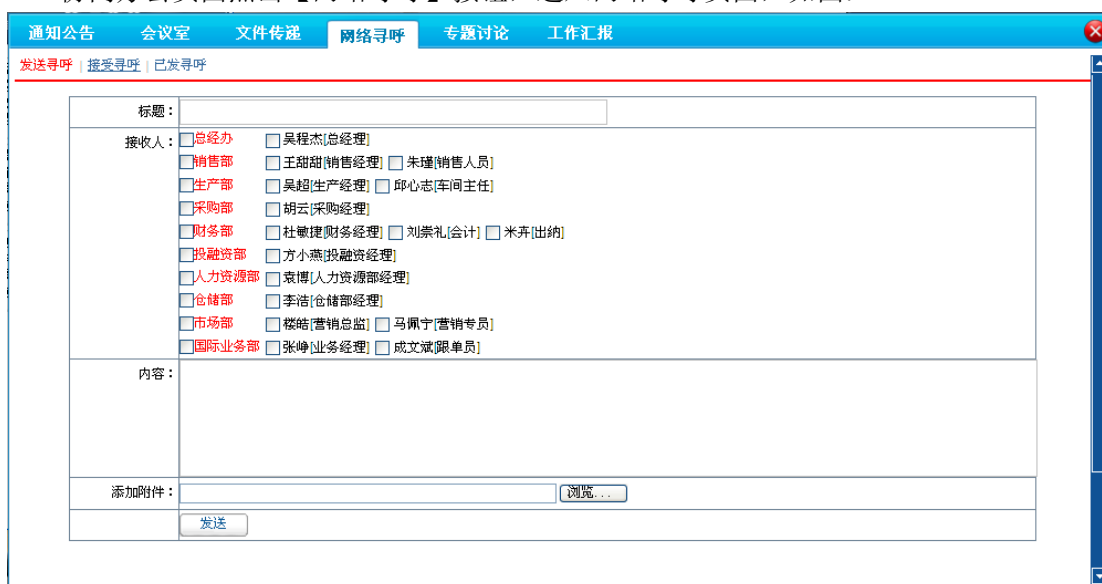 通知公告 会议室 文件传递 网络寻呼 专题讨论 工作汇报
发送寻呼 | 接受寻呼 | 已发寻呼
标题：
接收人： 总经办 吴程杰[总经理]
销售部 王甜甜[销售经理] 朱瑾[销售人员]
生产部 吴超[生产经理] 邱心志[车间主任]
采购部 胡云[采购经理]
财务部 杜敏捷[财务经理] 刘崇礼[会计] 米卉[出纳]
投融资部 方小燕[投融资经理]
人力资源部 袁博[人力资源部经理]
仓储部 李洁[仓储部经理]
市场部 楼皓[营销总监] 马佩宁[营销专员]
国际业务部 张峥[业务经理] 成文斌[跟单员]
内容：
添加附件： 浏览...
发送